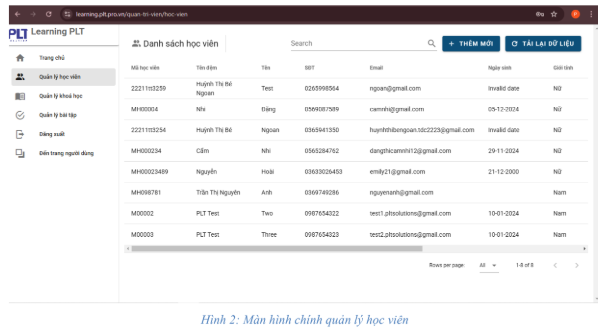 learning.plt.pro.vn/quan-tri-vien/hoc-vien
PLT Learning PLT
Trang chủ
Quản lý học viên
Quản lý khoá học
Quản lý bài tập
Đăng xuất
Đến trang người dùng
Danh sách học viên
Search
+ THÊM MỚI
TẢI LẠI DỮ LIỆU
Mã học viên Tên đệm Tên SĐT Email Ngày sinh Giới tính
22211tt3259 Huỳnh Thị Bé Ngoan Test 0265998564 ngoan@gmail.com Invalid date Nữ
MH00004 Nhi Đặng 0569087589 camnhi@gmail.com 05-12-2024 Nữ
22211tt3254 Huỳnh Thị Bé Ngoan 0365941350 huynhthibengoan.tdc2223@gmail.com Invalid date Nữ
MH000234 Cẩm Nhi 0565284762 dangthicamnhi12@gmail.com 29-11-2024 Nữ
MH00023489 Nguyễn Hoài 03633026453 emily21@gmail.com 21-12-2000 Nữ
MH098781 Trần Thị Nguyên Anh 0369749286 nguyenanh@gmail.com Nam
M00002 PLT Test Two 0987654322 test1.pltsolutions@gmail.com 10-01-2024 Nam
M00003 PLT Test Three 0987654323 test2.pltsolutions@gmail.com 10-01-2024 Nam
Rows per page: All 1-8 of 8
Hình 2: Màn hình chính quản lý học viên